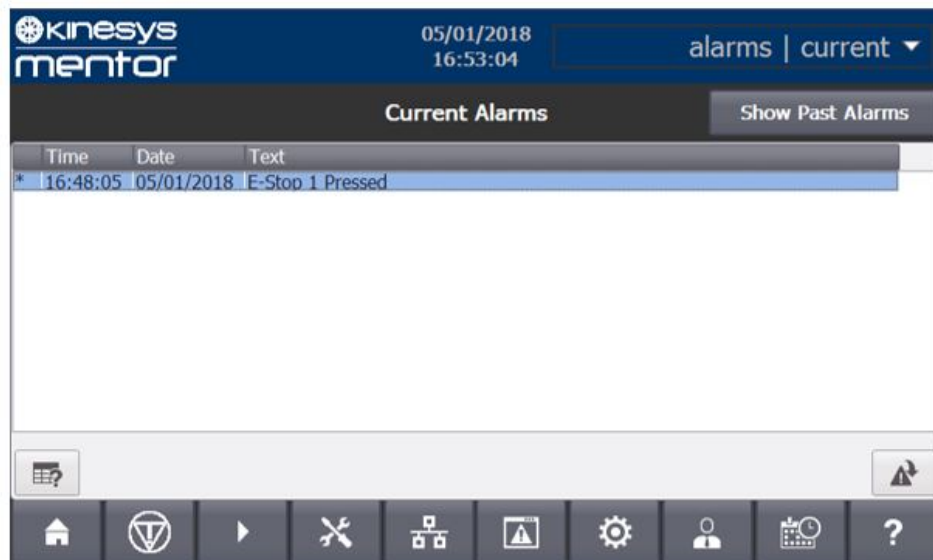 kinesys
mentor
05/01/2018
16:53:04
alarms | current
Current Alarms
Show Past Alarms
Time Date Text
* 16:48:05 05/01/2018 E-Stop 1 Pressed
?
?